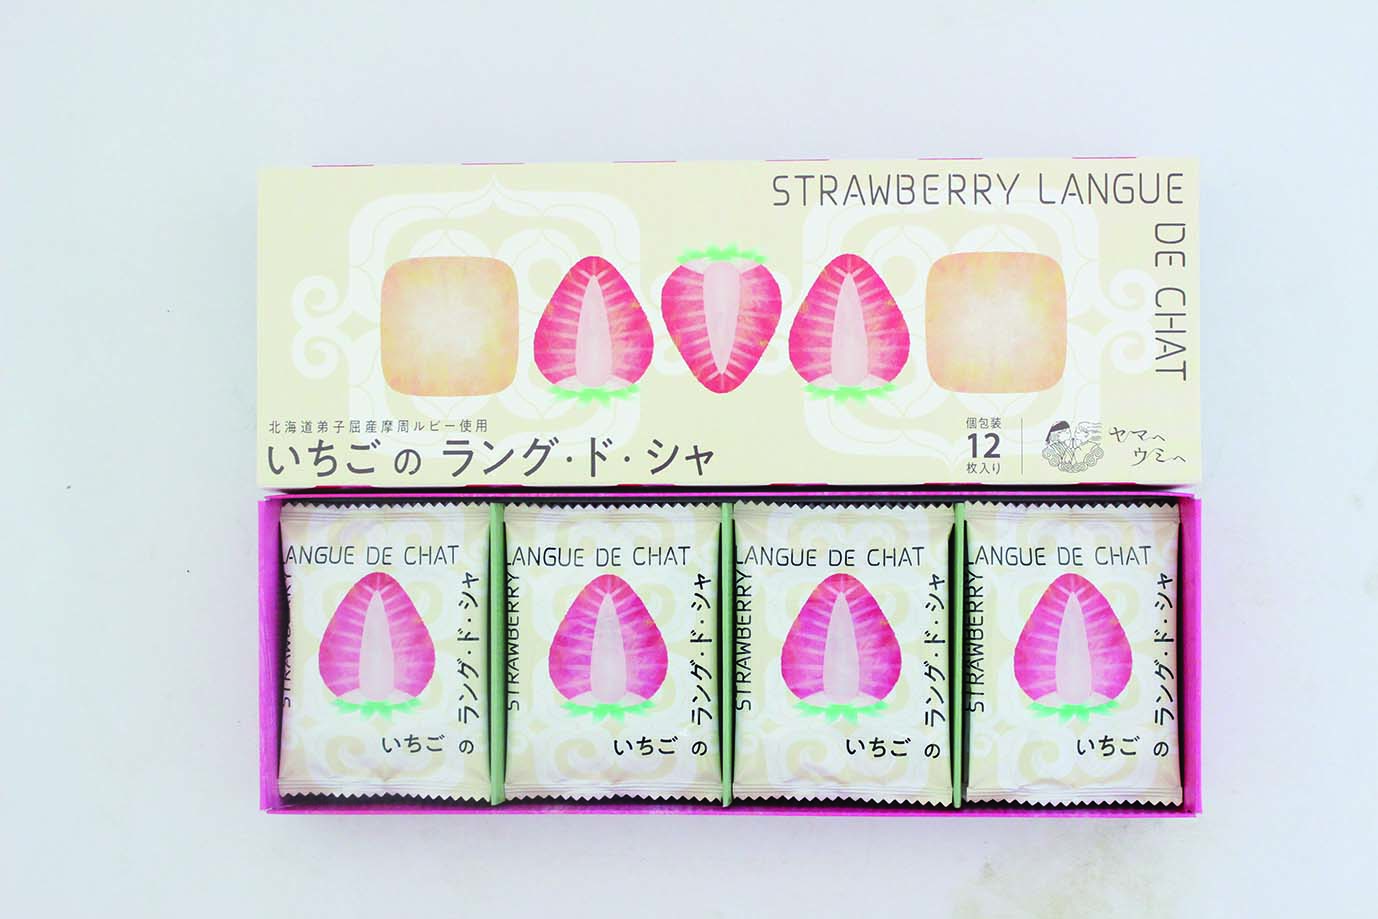 STRAWBERRY LANGUE
DE CHAT
北海道弟子屈産摩周ルビー使用
いちごのラング・ド・シャ
個包装
12
枚入り
ヤマヘ
ウミヘ
LANGUE DE CHAT
STRAWBERRY
ラング・ド・シャ
いちごの
LANGUE DE CHAT
STRAWBERRY
ラング・ド・シャ
いちごの
LANGUE DE CHAT
STRAWBERRY
ラング・ド・シャ
いちごの
LANGUE DE CHAT
STRAWBERRY
ラング・ド・シャ
いちごの